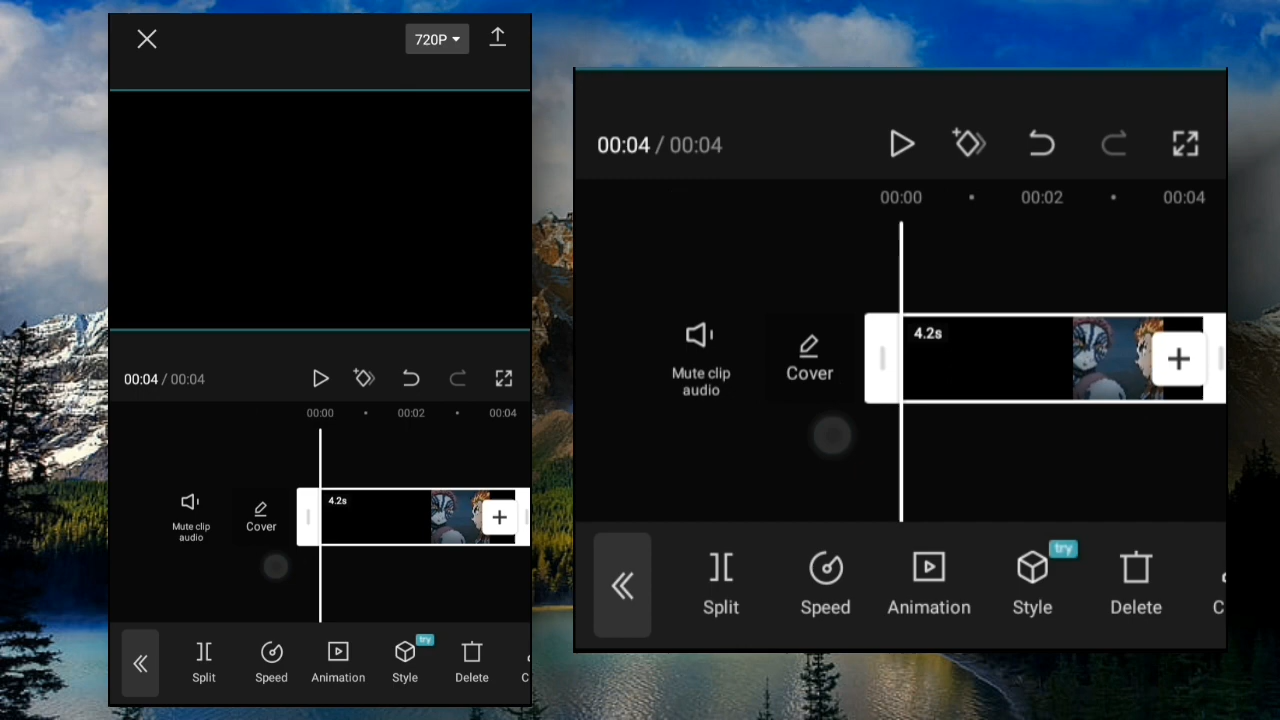 720P
00:04 / 00:04
00:00
00:02
00:04
4.2s
Mute clip
audio
Cover
try
Split
Speed
Animation
Style
Delete
C
00:04 / 00:04
00:00
00:02
00:04
4.2s
Mute clip
audio
Cover
try
Split
Speed
Animation
Style
Delete
C